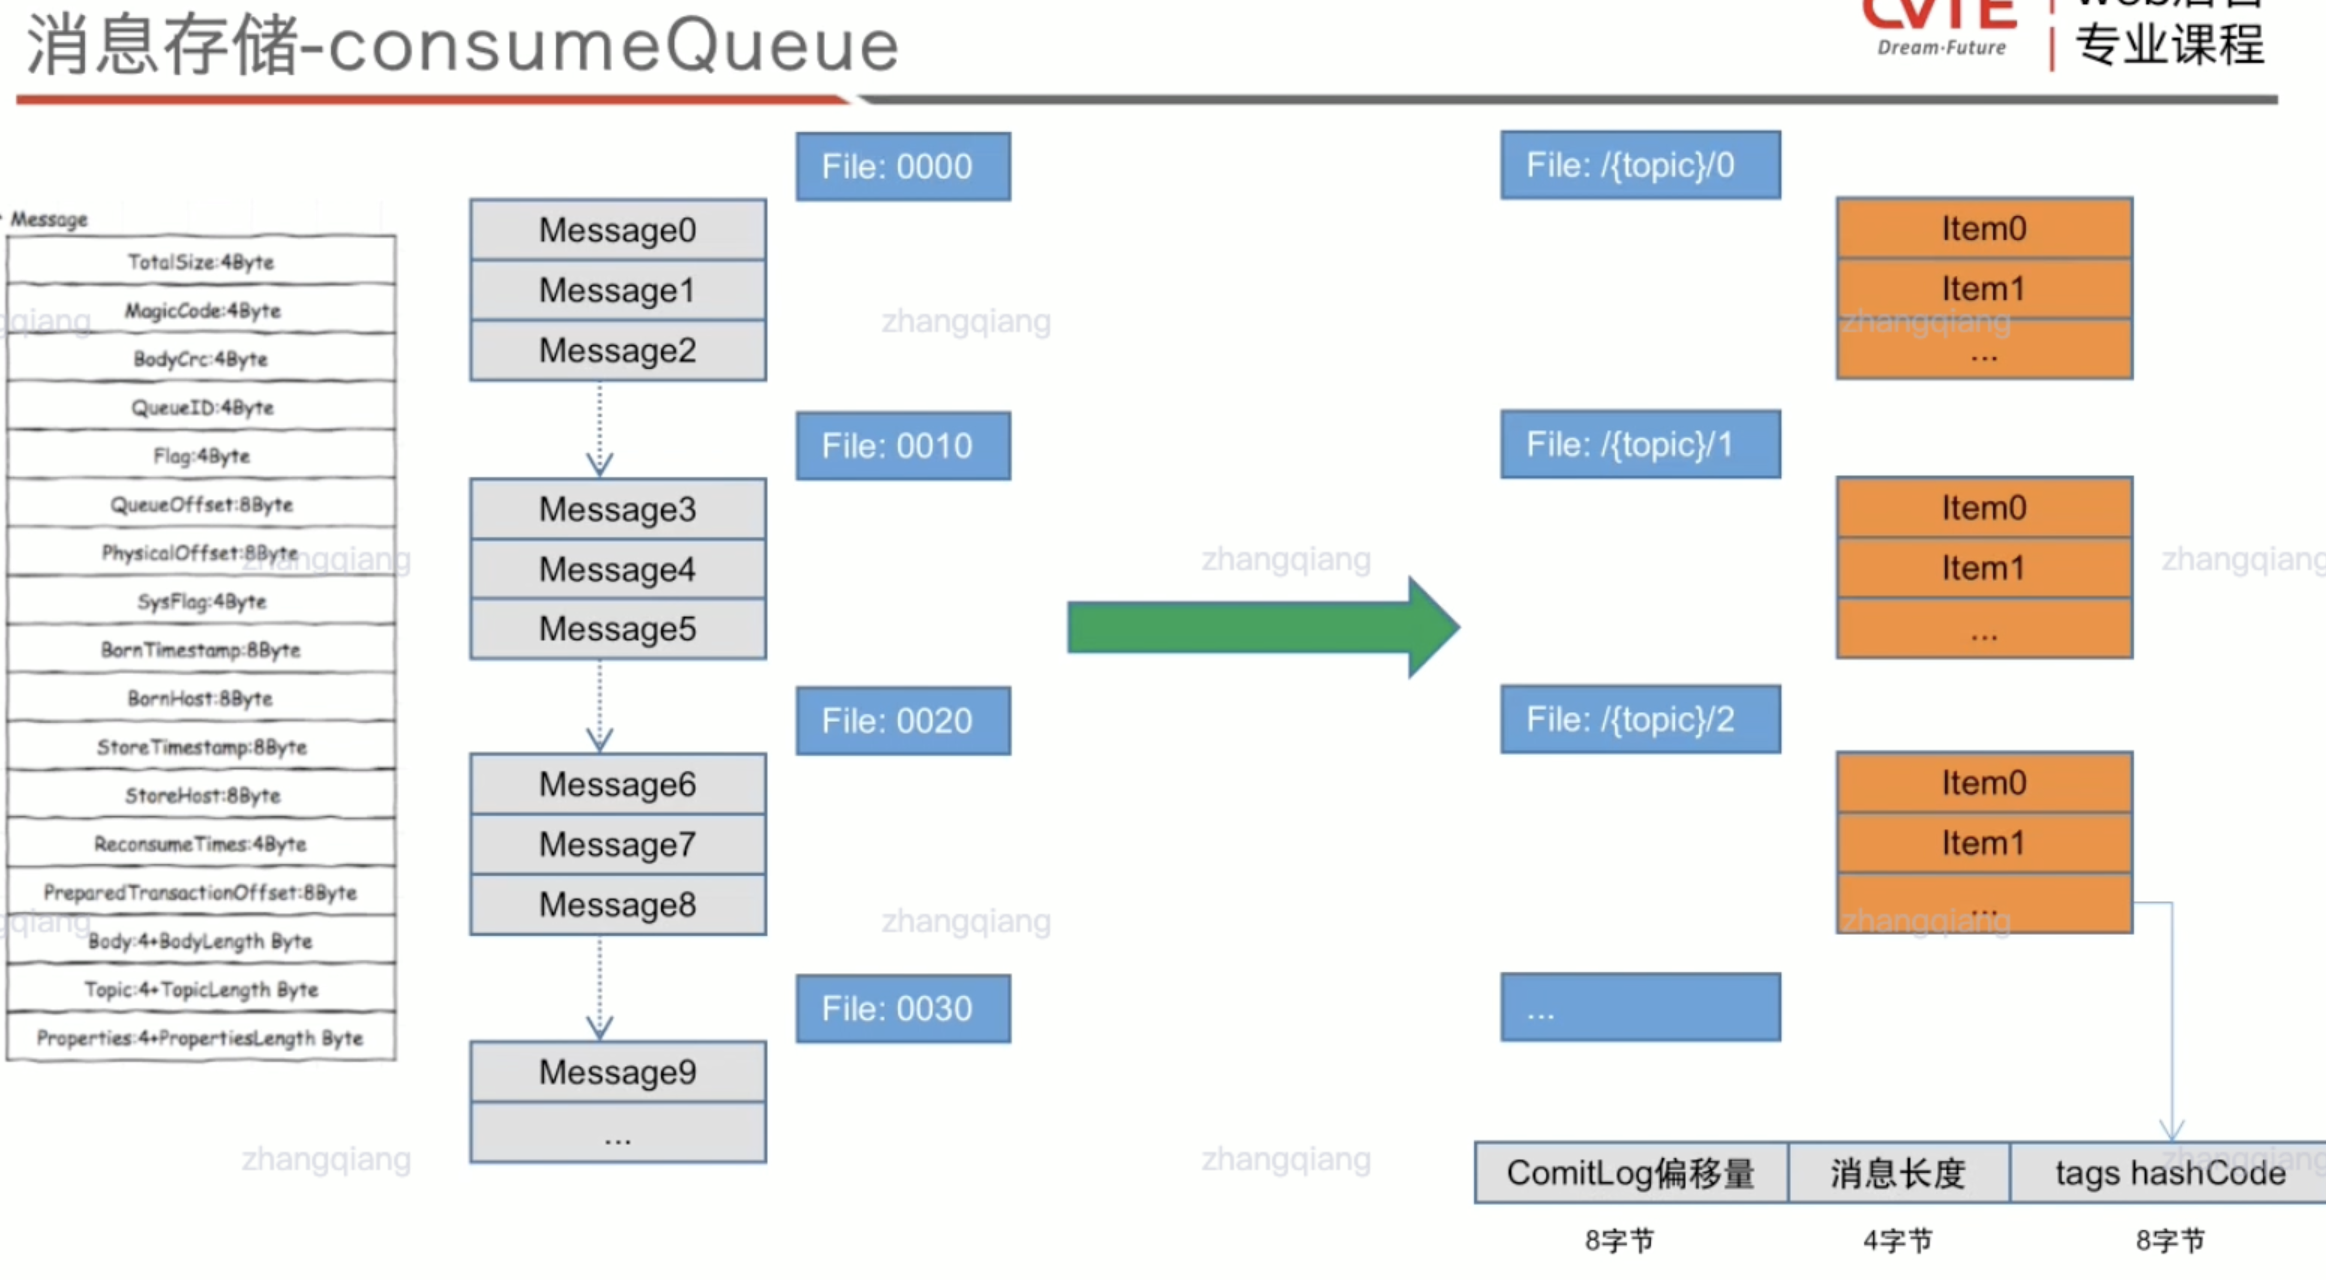 消息存储-consumeQueue
CVTE
Dream·Future
专业课程
Message
TotalSize:4Byte
MagicCode:4Byte
BodyCrc:4Byte
QueueID:4Byte
Flag:4Byte
QueueOffset:8Byte
PhysicalOffset:8Byte
SysFlag:4Byte
BornTimestamp:8Byte
BornHost:8Byte
StoreTimestamp:8Byte
StoreHost:8Byte
ReconsumeTimes:4Byte
PreparedTransactionOffset:8Byte
Body:4+BodyLength Byte
Topic:4+TopicLength Byte
Properties:4+PropertiesLength Byte
File: 0000
Message0
Message1
Message2
File: 0010
Message3
Message4
Message5
File: 0020
Message6
Message7
Message8
File: 0030
Message9
...
File: /{topic}/0
Item0
Item1
...
File: /{topic}/1
Item0
Item1
...
File: /{topic}/2
Item0
Item1
...
...
ComitLog偏移量
消息长度
tags hashCode
8字节
4字节
8字节
zhangqiang
zhangqiang
zhangqiang
zhangqiang
zhangqiang
zhangqiang
zhangqiang
zhangqiang
zhangqiang
zhangqiang